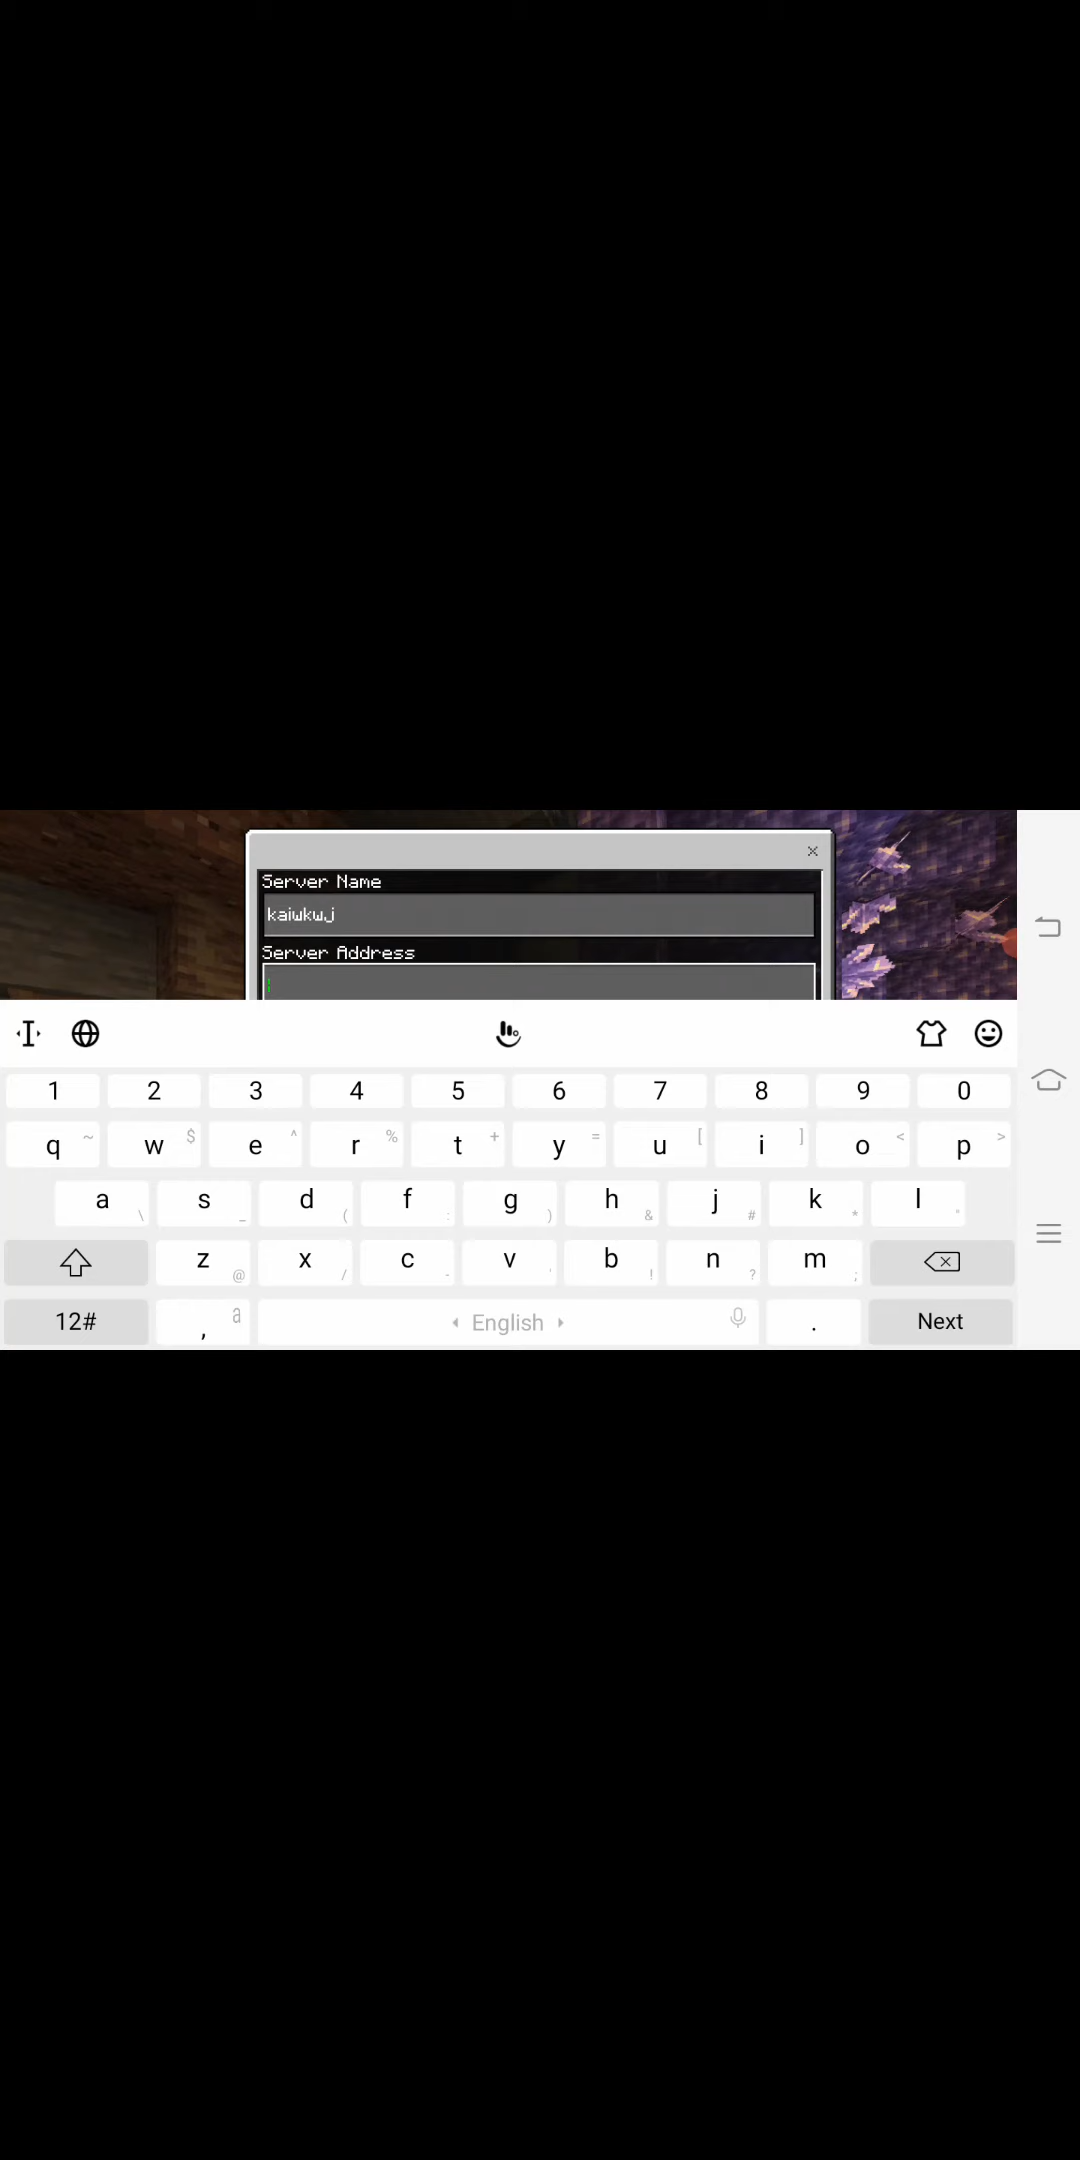 Server Name
kaiwkwj
Server Address
1 2 3 4 5 6 7 8 9 0
q ~ w $ e ^ r % t + y = u [ i ] o < p >
a \ s _ d ( f : g ) h & j # k * l "
z @ x / c - v ' b ! n ? m ;
12# , a English . Next